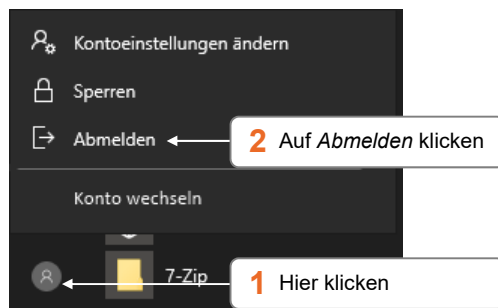 Kontoeinstellungen ändern
Sperren
Abmelden
2 Auf Abmelden klicken
Konto wechseln
7-Zip
1 Hier klicken